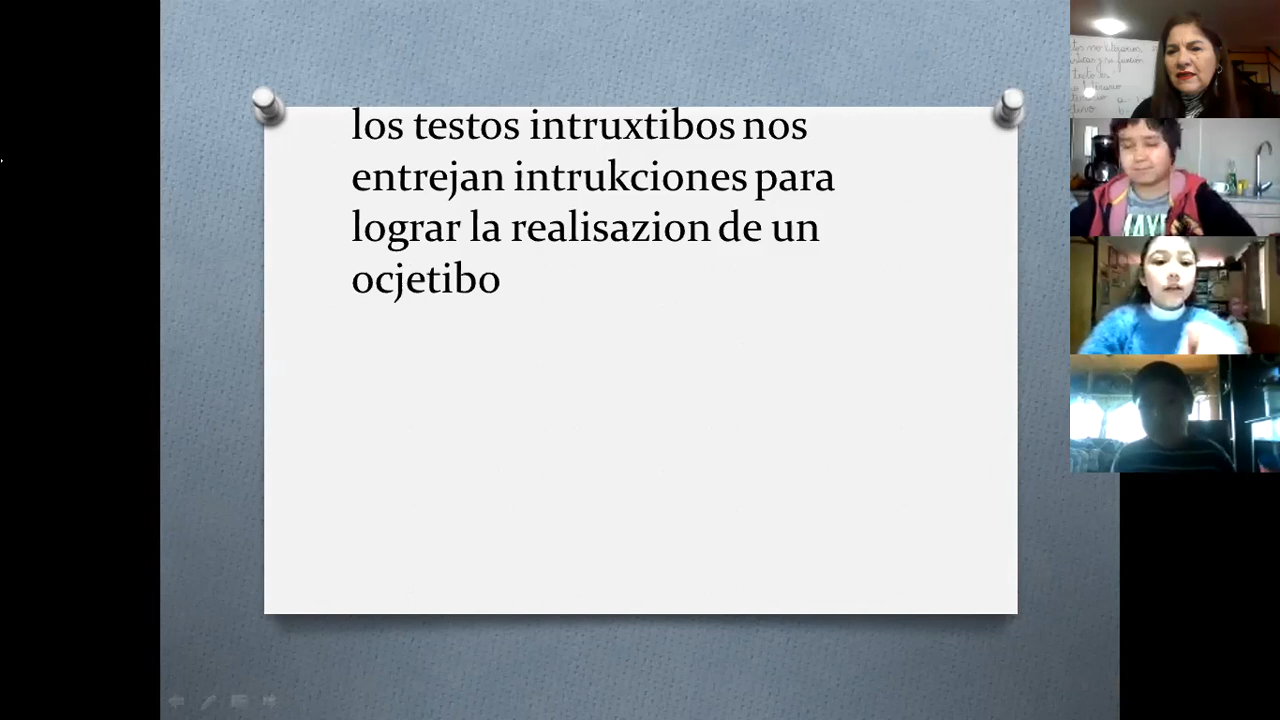 los testos intruxtibos nos
entrejan intrukciones para
lograr la realisazion de un
ocjetibo